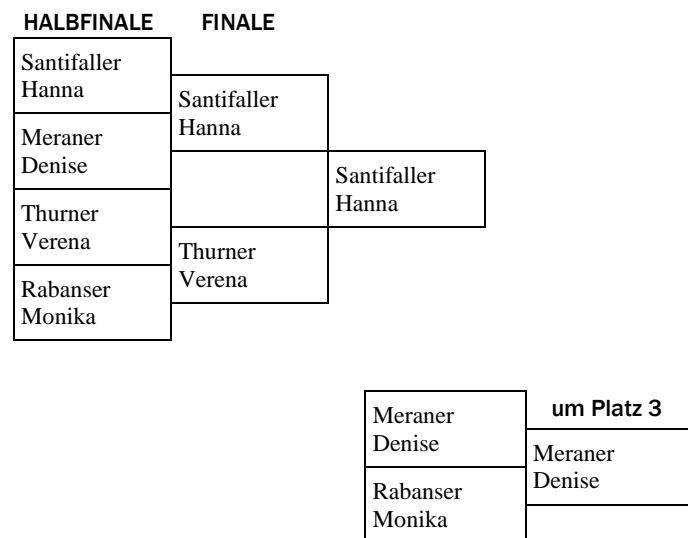 HALBFINALE FINALE
Santifaller
Hanna
Santifaller
Hanna
Meraner
Denise
Santifaller
Hanna
Thurner
Verena
Thurner
Verena
Rabanser
Monika
Meraner
Denise
um Platz 3
Meraner
Denise
Rabanser
Monika